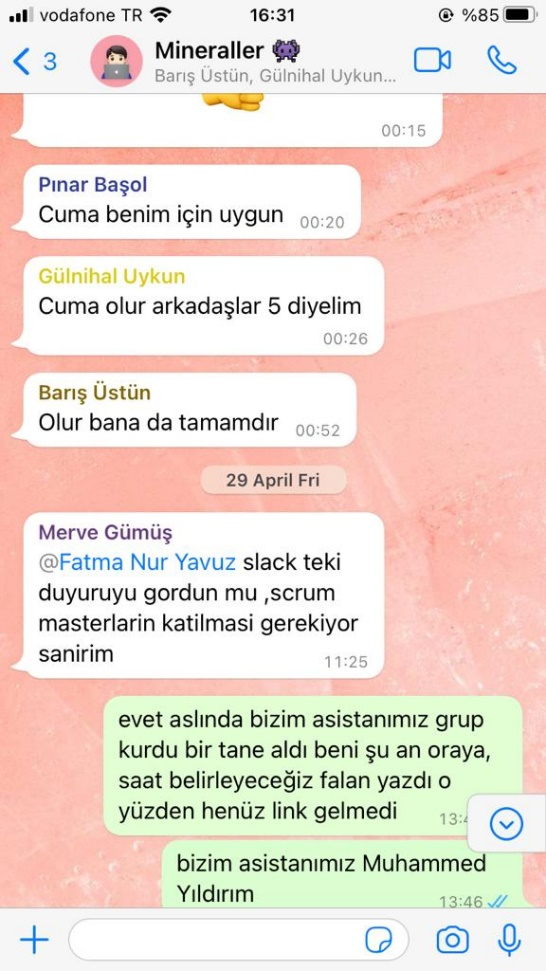 vodafone TR
16:31
%85
3
Mineraller
Barış Üstün, Gülnihal Uykun...
00:15
Pınar Başol
Cuma benim için uygun
00:20
Gülnihal Uykun
Cuma olur arkadaşlar 5 diyelim
00:26
Barış Üstün
Olur bana da tamamdır
00:52
29 April Fri
Merve Gümüş
@Fatma Nur Yavuz slack teki
duyuruyu gordun mu ,scrum
masterlarin katilmasi gerekiyor
sanirim
11:25
evet aslında bizim asistanımız grup
kurdu bir tane aldı beni şu an oraya,
saat belirleyeceğiz falan yazdı o
yüzden henüz link gelmedi
bizim asistanımız Muhammed
Yıldırım
13:46